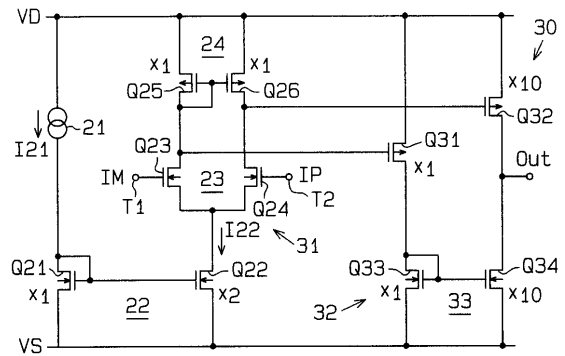 VD
30
24
x1
x1
x10
Q25
Q26
Q32
21
I21
Q31
x1
Q23
IM
23
IP
Out
T1
Q24
T2
I22
31
Q21
Q22
Q33
Q34
x1
22
x2
32
x1
33
x10
VS